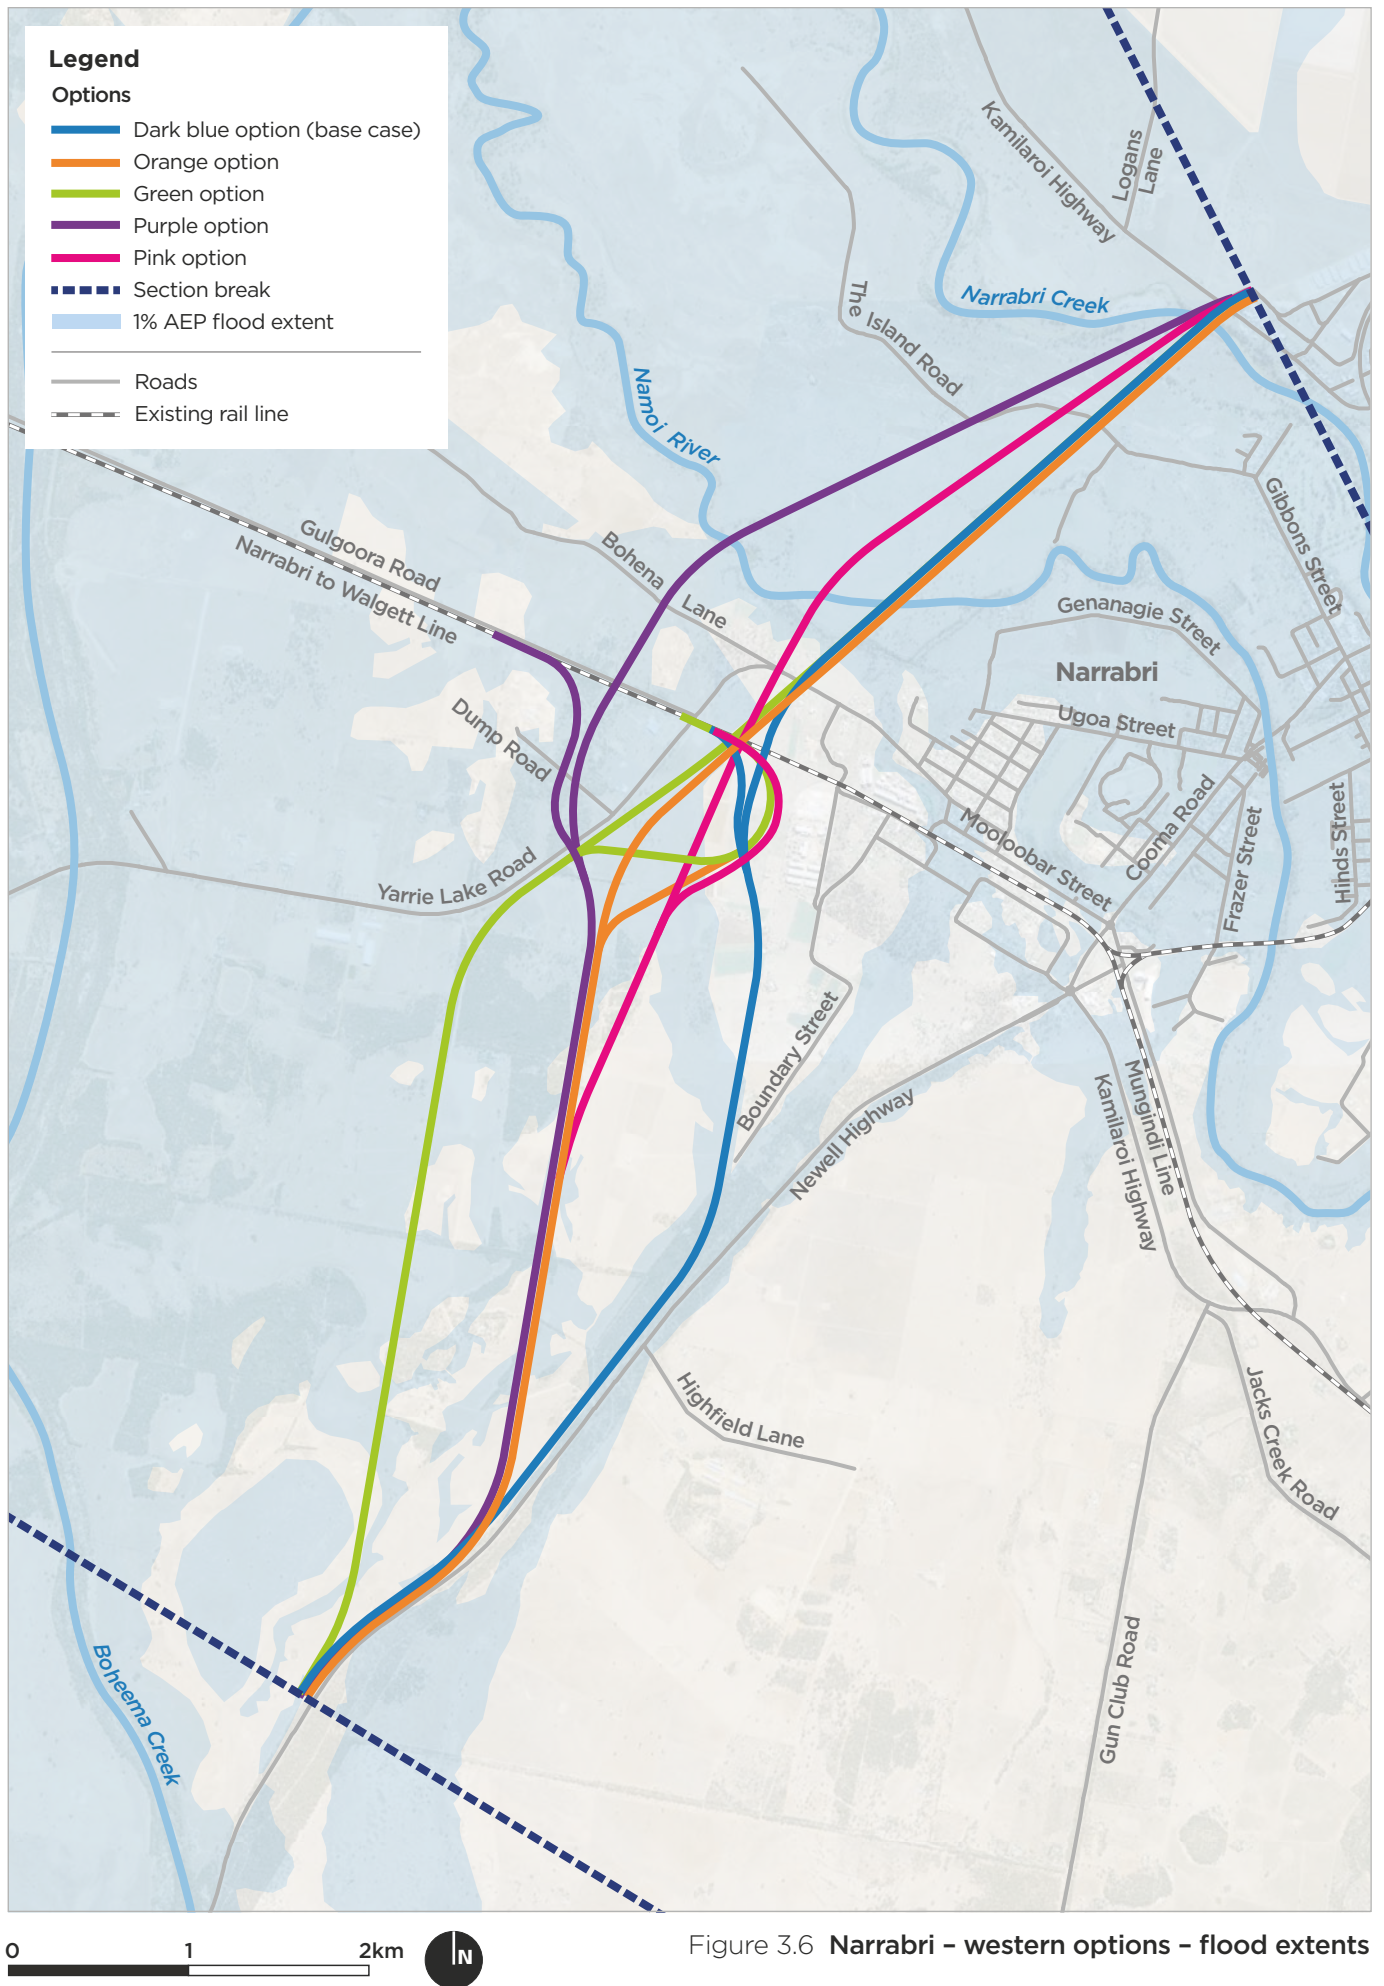 Legend
Options
Dark blue option (base case)
Orange option
Green option
Purple option
Pink option
Section break
1% AEP flood extent
Roads
Existing rail line
Kamilaroi Highway
Logans
Lane
Narrabri Creek
The Island Road
Namoi River
Gibbons Street
Gulgoora Road
Narrabri to Walgett Line
Bohena
Lane
Genanagie Street
Narrabri
Ugoa Street
Dump Road
Yarrie Lake Road
Mooloobar Street
Cooma Road
Frazer Street
Hinds Street
Boundary Street
Newell Highway
Mungindi Line
Kamilaroi Highway
Highfield Lane
Jacks Creek Road
Gun Club Road
Boheema Creek
0 1 2km
N
Figure 3.6 Narrabri – western options – flood extents